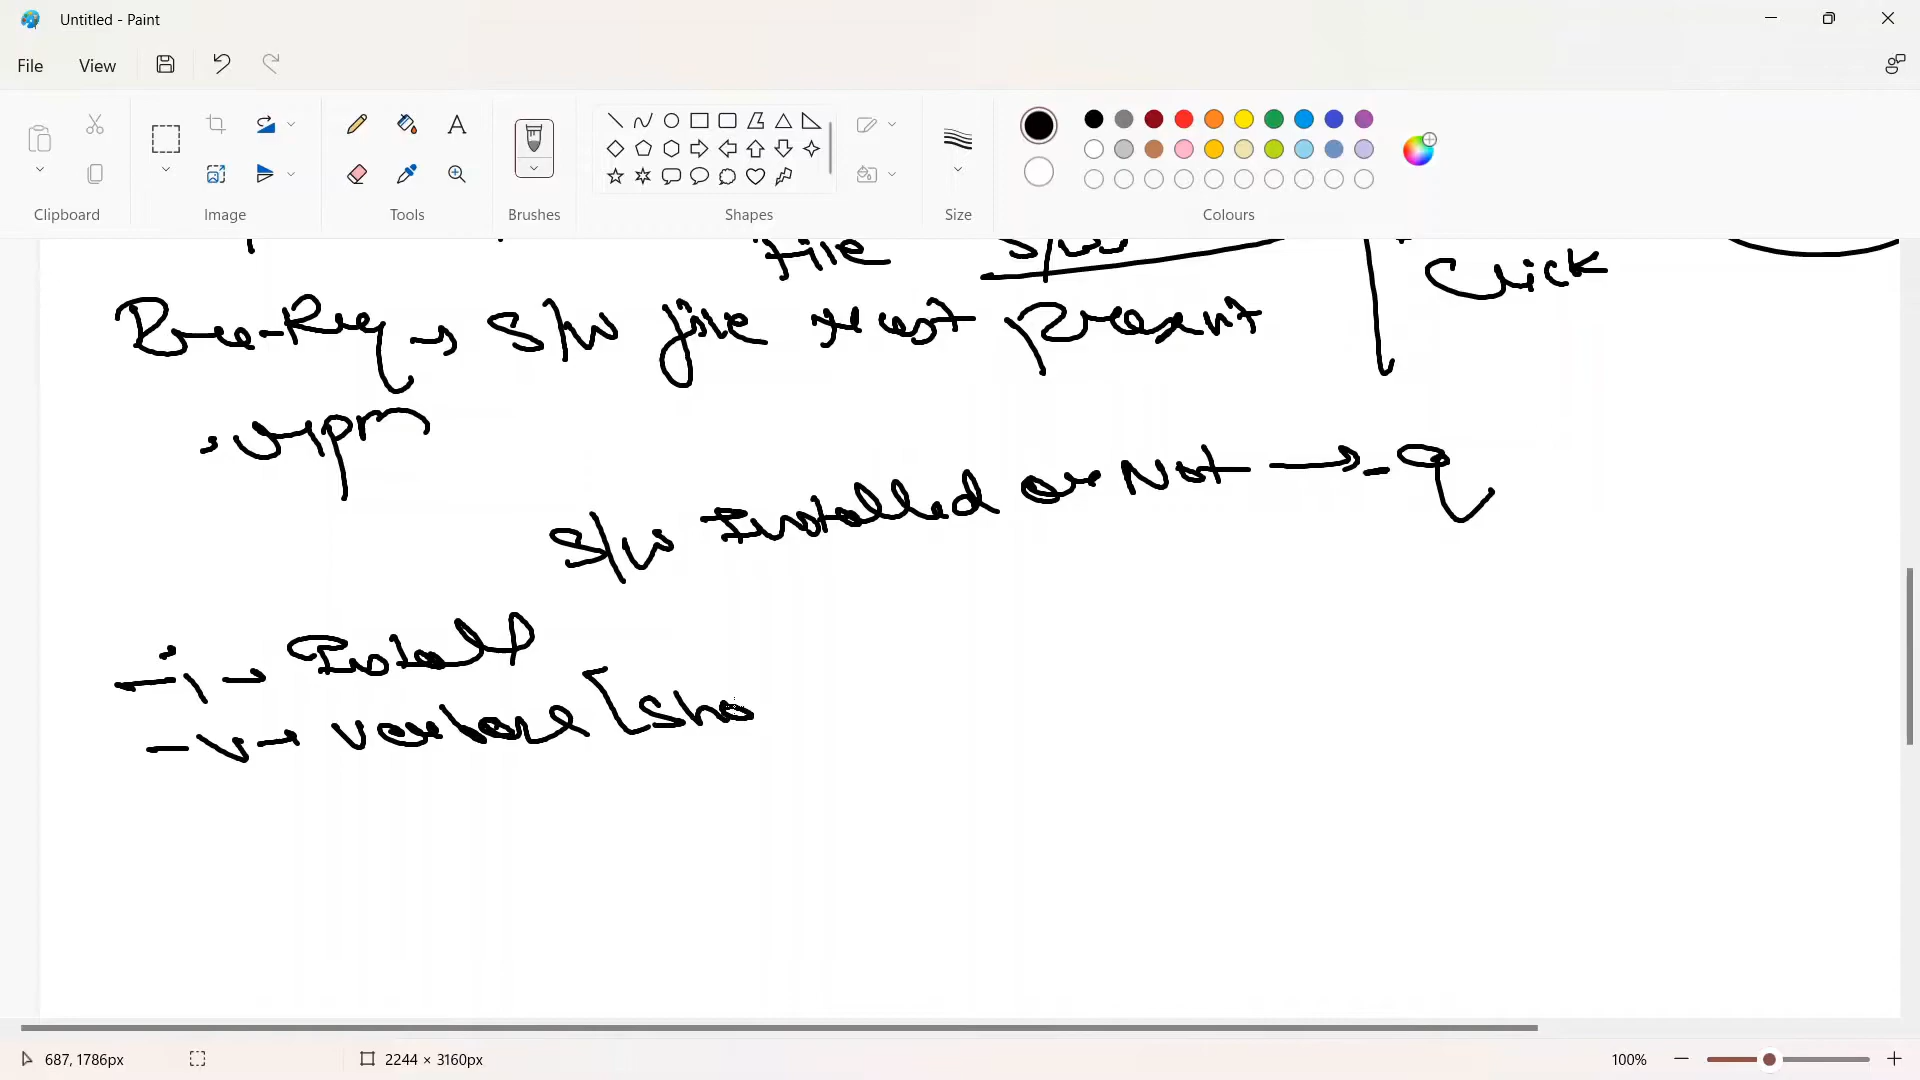 Untitled - Paint
File View
Clipboard Image Tools Brushes Shapes Size Colours
File S/W Click
Pre-Req → S/W file must present
.rpm
S/W Installed or Not → -q
-i → Install
-v → Verbose [Sho
687, 1786px 2244 × 3160px 100%